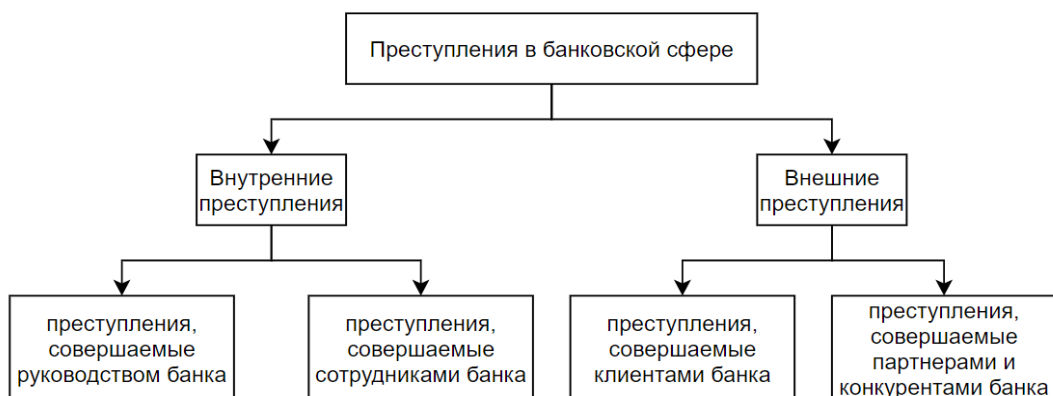 Преступления в банковской сфере
Внутренние
преступления
Внешние
преступления
преступления,
совершаемые
руководством банка
преступления,
совершаемые
сотрудниками банка
преступления,
совершаемые
клиентами банка
преступления,
совершаемые
партнерами и
конкурентами банка